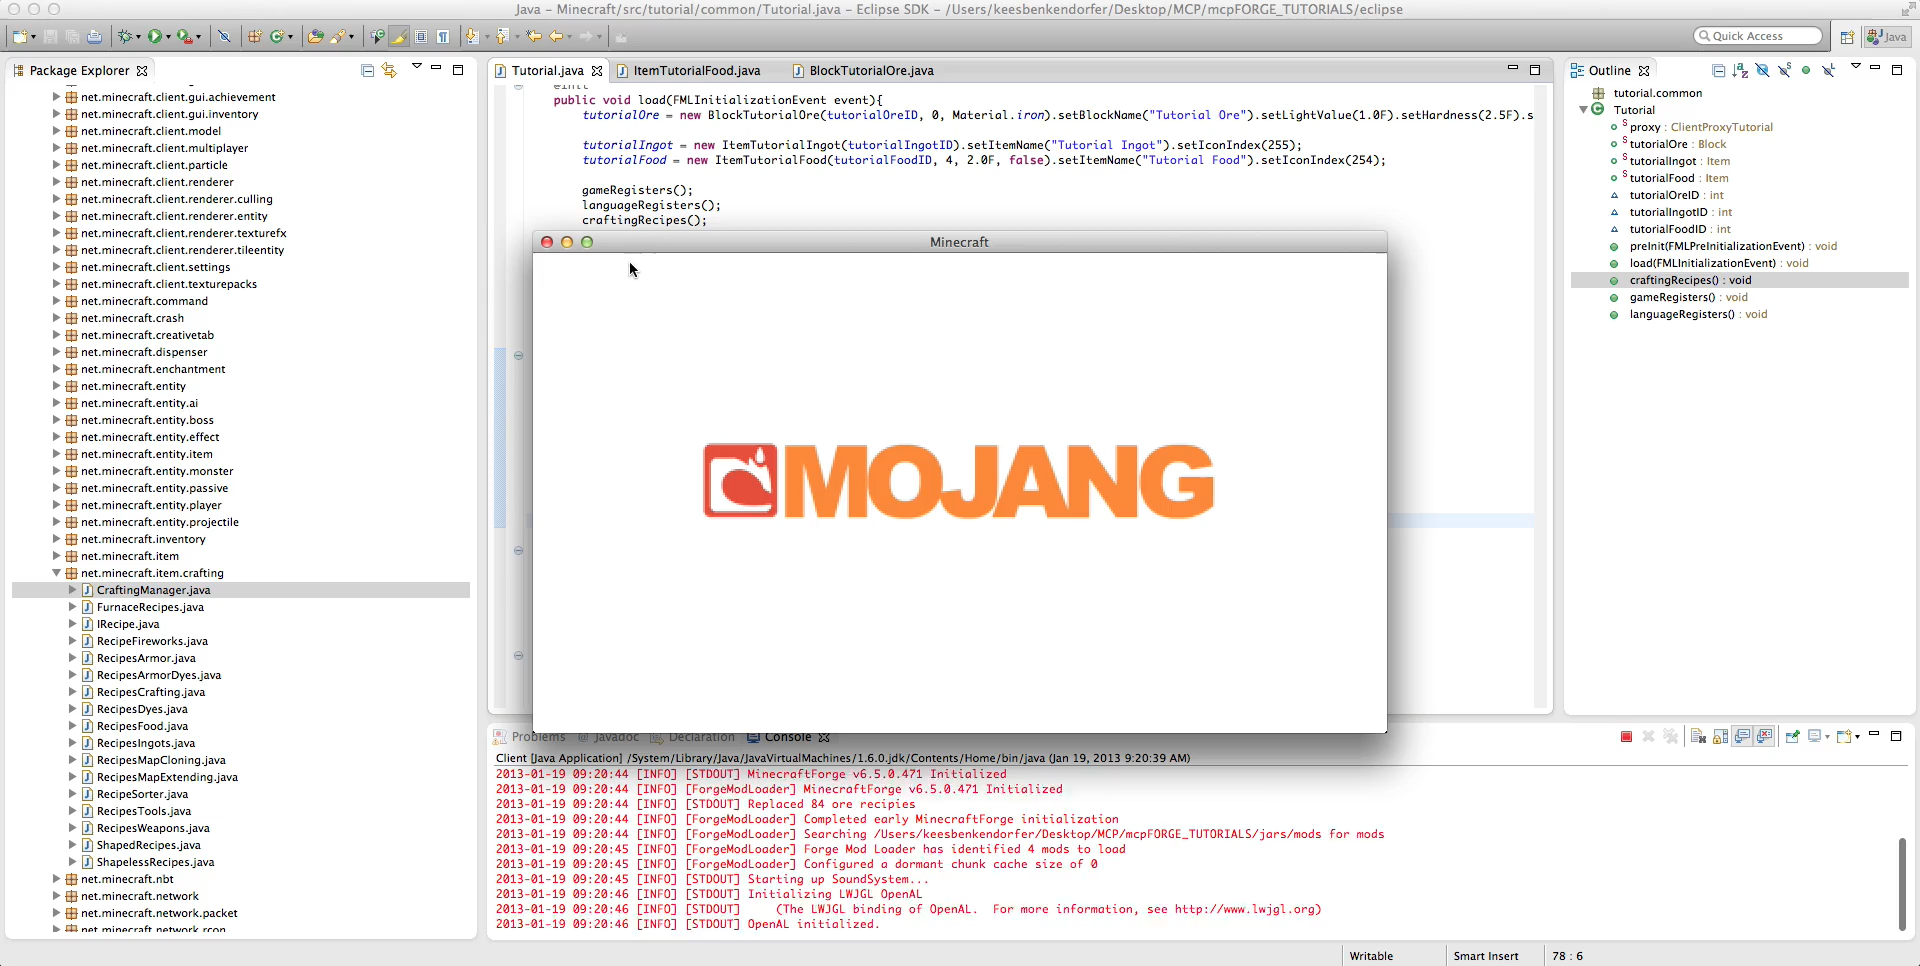 Java – Minecraft/src/tutorial/common/Tutorial.java – Eclipse SDK – /Users/keesbenkendorfer/Desktop/MCP/mcpFORGE_TUTORIALS/eclipse
Quick Access
Java
Package Explorer
net.minecraft.client.gui.achievement
net.minecraft.client.gui.inventory
net.minecraft.client.model
net.minecraft.client.multiplayer
net.minecraft.client.particle
net.minecraft.client.renderer
net.minecraft.client.renderer.culling
net.minecraft.client.renderer.entity
net.minecraft.client.renderer.texturefx
net.minecraft.client.renderer.tileentity
net.minecraft.client.settings
net.minecraft.client.texturepacks
net.minecraft.command
net.minecraft.crash
net.minecraft.creativetab
net.minecraft.dispenser
net.minecraft.enchantment
net.minecraft.entity
net.minecraft.entity.ai
net.minecraft.entity.boss
net.minecraft.entity.effect
net.minecraft.entity.item
net.minecraft.entity.monster
net.minecraft.entity.passive
net.minecraft.entity.player
net.minecraft.entity.projectile
net.minecraft.inventory
net.minecraft.item
net.minecraft.item.crafting
CraftingManager.java
FurnaceRecipes.java
IRecipe.java
RecipeFireworks.java
RecipesArmor.java
RecipesArmorDyes.java
RecipesCrafting.java
RecipesDyes.java
RecipesFood.java
RecipesIngots.java
RecipesMapCloning.java
RecipesMapExtending.java
RecipeSorter.java
RecipesTools.java
RecipesWeapons.java
ShapedRecipes.java
ShapelessRecipes.java
net.minecraft.nbt
net.minecraft.network
net.minecraft.network.packet
net.minecraft.network.rcon
Tutorial.java
ItemTutorialFood.java
BlockTutorialOre.java
@Init
public void load(FMLInitializationEvent event){
tutorialOre = new BlockTutorialOre(tutorialOreID, 0, Material.iron).setBlockName("Tutorial Ore").setLightValue(1.0F).setHardness(2.5F).s
tutorialIngot = new ItemTutorialIngot(tutorialIngotID).setItemName("Tutorial Ingot").setIconIndex(255);
tutorialFood = new ItemTutorialFood(tutorialFoodID, 4, 2.0F, false).setItemName("Tutorial Food").setIconIndex(254);
gameRegisters();
languageRegisters();
craftingRecipes();
Minecraft
MOJANG
Outline
tutorial.common
Tutorial
proxy : ClientProxyTutorial
tutorialOre : Block
tutorialIngot : Item
tutorialFood : Item
tutorialOreID : int
tutorialIngotID : int
tutorialFoodID : int
preInit(FMLPreInitializationEvent) : void
load(FMLInitializationEvent) : void
craftingRecipes() : void
gameRegisters() : void
languageRegisters() : void
Problems
Javadoc
Declaration
Console
Client [Java Application] /System/Library/Java/JavaVirtualMachines/1.6.0.jdk/Contents/Home/bin/java (Jan 19, 2013 9:20:39 AM)
2013-01-19 09:20:44 [INFO] [STDOUT] MinecraftForge v6.5.0.471 Initialized
2013-01-19 09:20:44 [INFO] [ForgeModLoader] MinecraftForge v6.5.0.471 Initialized
2013-01-19 09:20:44 [INFO] [STDOUT] Replaced 84 ore recipies
2013-01-19 09:20:44 [INFO] [ForgeModLoader] Completed early MinecraftForge initialization
2013-01-19 09:20:44 [INFO] [ForgeModLoader] Searching /Users/keesbenkendorfer/Desktop/MCP/mcpFORGE_TUTORIALS/jars/mods for mods
2013-01-19 09:20:45 [INFO] [ForgeModLoader] Forge Mod Loader has identified 4 mods to load
2013-01-19 09:20:45 [INFO] [ForgeModLoader] Configured a dormant chunk cache size of 0
2013-01-19 09:20:45 [INFO] [STDOUT] Starting up SoundSystem...
2013-01-19 09:20:46 [INFO] [STDOUT] Initializing LWJGL OpenAL
2013-01-19 09:20:46 [INFO] [STDOUT] (The LWJGL binding of OpenAL. For more information, see http://www.lwjgl.org)
2013-01-19 09:20:46 [INFO] [STDOUT] OpenAL initialized.
Writable
Smart Insert
78 : 6